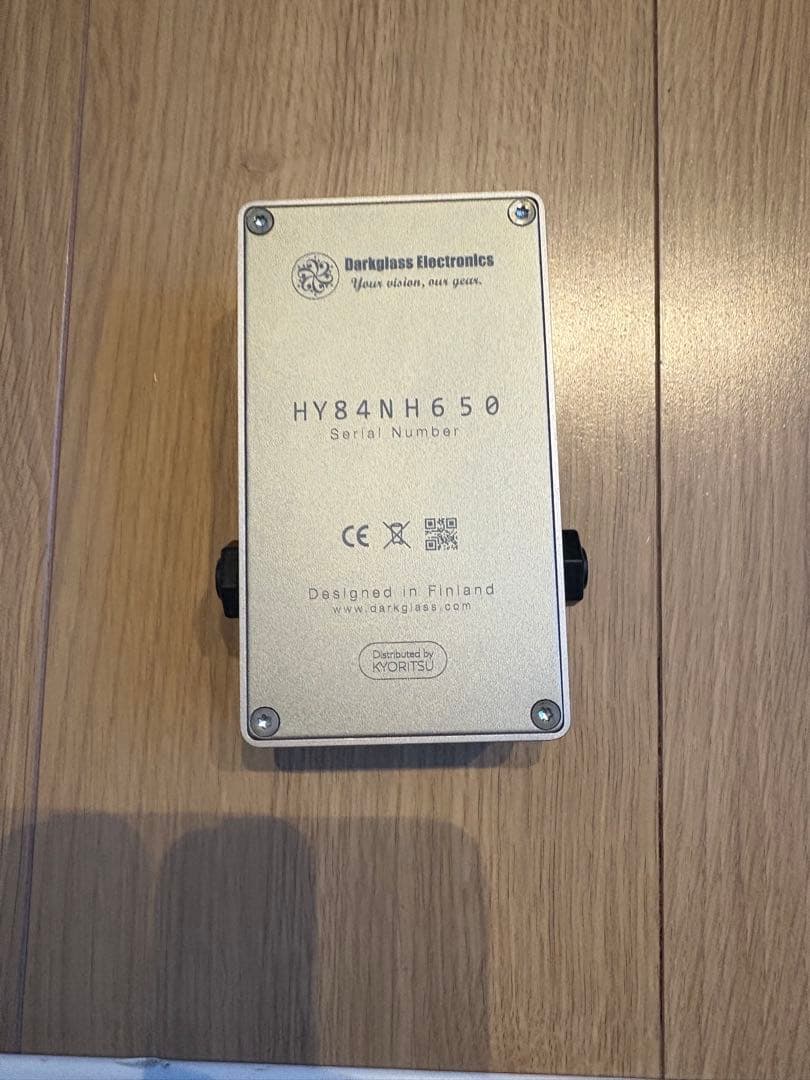 Darkglass Electronics
Your vision, our gear.
HY84NH650
Serial Number
CE
Designed in Finland
www.darkglass.com
Distributed by
KYORITSU